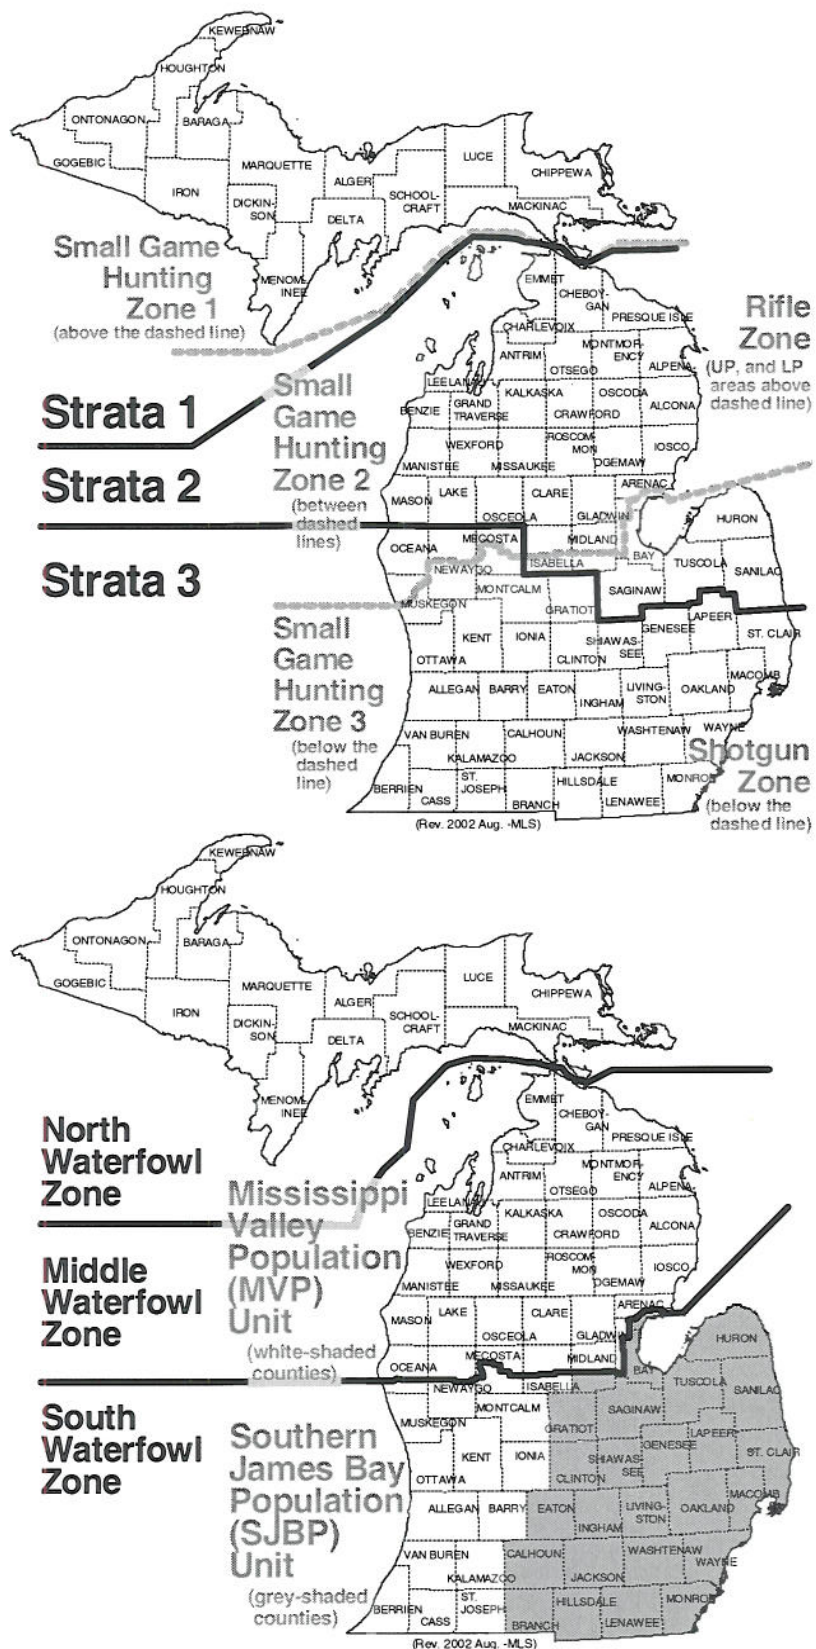 KEWEENAW
HOUGHTON
ONTONAGON
BARAGA
GOGEBIC
MARQUETTE
LUCE
CHIPPEWA
ALGER
IRON
SCHOOL-
CRAFT
DICKIN-
SON
MACKINAC
DELTA
Small Game
Hunting
Zone 1
(above the dashed line)
MENOM-
INEE
EMMET
CHEBOY-
GAN
PRESQUE ISLE
CHARLEVOIX
Rifle
Zone
(UP, and LP
areas above
dashed line)
ANTRIM
MONTMOR-
ENCY
OTSEGO
ALPENA
LEELANAU
KALKASKA
OSCODA
BENZIE
GRAND
TRAVERSE
CRAWFORD
ALCONA
Strata 1
Small
Game
Hunting
Zone 2
(between
dashed
lines)
WEXFORD
ROSCOM-
MON
IOSCO
MANISTEE
MISSAUKEE
OGEMAW
Strata 2
ARENAC
MASON
LAKE
CLARE
OSCEOLA
GLADWIN
HURON
MECOSTA
MIDLAND
OCEANA
BAY
NEWAYGO
ISABELLA
TUSCOLA
SANILAC
Strata 3
MONTCALM
SAGINAW
MUSKEGON
GRATIOT
LAPEER
GENESEE
Small
Game
Hunting
Zone 3
(below the
dashed
line)
KENT
IONIA
SHIAWAS-
SEE
ST. CLAIR
OTTAWA
CLINTON
MACOMB
ALLEGAN
BARRY
EATON
LIVING-
STON
OAKLAND
INGHAM
VAN BUREN
CALHOUN
WASHTENAW
WAYNE
KALAMAZOO
JACKSON
Shotgun
Zone
(below the
dashed line)
BERRIEN
ST.
JOSEPH
HILLSDALE
MONROE
CASS
BRANCH
LENAWEE
(Rev. 2002 Aug. -MLS)
KEWEENAW
HOUGHTON
ONTONAGON
BARAGA
GOGEBIC
MARQUETTE
LUCE
CHIPPEWA
ALGER
IRON
SCHOOL-
CRAFT
DICKIN-
SON
MACKINAC
DELTA
MENOM-
INEE
EMMET
CHEBOY-
GAN
North
Waterfowl
Zone
PRESQUE ISLE
CHARLEVOIX
ANTRIM
MONTMOR-
ENCY
OTSEGO
ALPENA
Mississippi
Valley
Population
(MVP)
Unit
(white-shaded
counties)
LEELANAU
KALKASKA
OSCODA
BENZIE
GRAND
TRAVERSE
CRAWFORD
ALCONA
Middle
Waterfowl
Zone
WEXFORD
ROSCOM-
MON
IOSCO
MANISTEE
MISSAUKEE
OGEMAW
ARENAC
MASON
LAKE
CLARE
OSCEOLA
GLADWIN
HURON
MECOSTA
MIDLAND
OCEANA
BAY
NEWAYGO
ISABELLA
TUSCOLA
SANILAC
South
Waterfowl
Zone
MONTCALM
SAGINAW
MUSKEGON
GRATIOT
LAPEER
GENESEE
Southern
James Bay
Population
(SJBP)
Unit
(grey-shaded
counties)
KENT
IONIA
SHIAWAS-
SEE
ST. CLAIR
OTTAWA
CLINTON
MACOMB
ALLEGAN
BARRY
EATON
LIVING-
STON
OAKLAND
INGHAM
VAN BUREN
CALHOUN
WASHTENAW
WAYNE
KALAMAZOO
JACKSON
BERRIEN
ST.
JOSEPH
HILLSDALE
MONROE
CASS
BRANCH
LENAWEE
(Rev. 2002 Aug. -MLS)